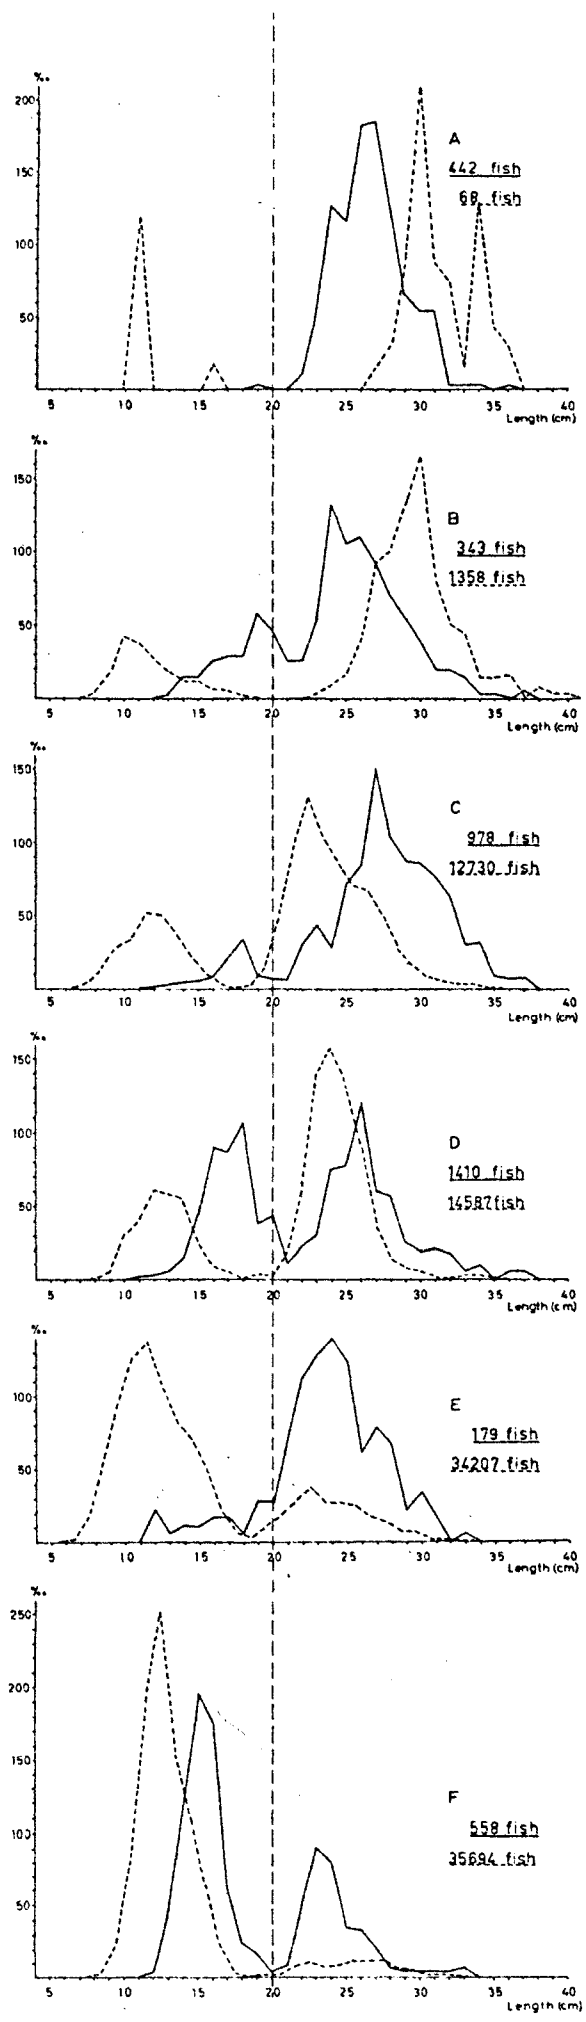 ‰
200
A
442 fish
150
68 fish
100
50
5 10 15 20 25 30 35 40
Length (cm)
‰
150
B
343 fish
100
1358 fish
50
5 10 15 20 25 30 35 40
Length (cm)
‰
150
C
978 fish
100
12730 fish
50
5 10 15 20 25 30 35 40
Length (cm)
‰
150
D
100
1410 fish
14587 fish
50
5 10 15 20 25 30 35 40
Length (cm)
‰
100
E
179 fish
34207 fish
50
5 10 15 20 25 30 35 40
Length (cm)
‰
250
200
150
F
558 fish
100
35694 fish
50
5 10 15 20 25 30 35 40
Length (cm)